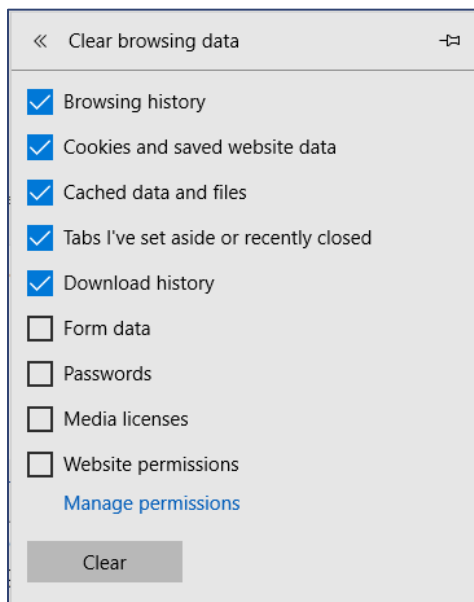 Clear browsing data
Browsing history
Cookies and saved website data
Cached data and files
Tabs I've set aside or recently closed
Download history
Form data
Passwords
Media licenses
Website permissions
Manage permissions
Clear